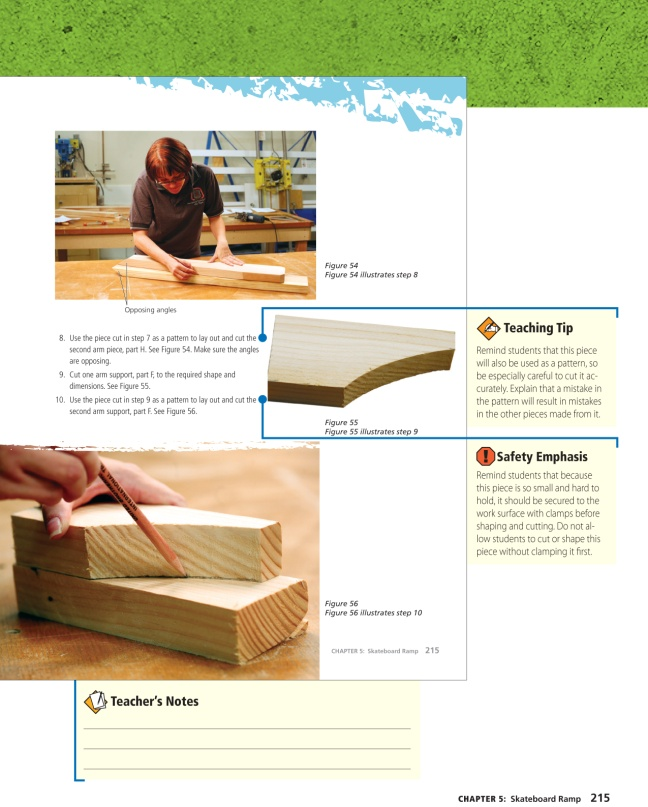 Figure 54
Figure 54 illustrates step 8
Opposing angles
8. Use the piece cut in step 7 as a pattern to lay out and cut the
second arm piece, part H. See Figure 54. Make sure the angles
are opposing.
9. Cut one arm support, part F, to the required shape and
dimensions. See Figure 55.
10. Use the piece cut in step 9 as a pattern to lay out and cut the
second arm support, part F. See Figure 56.
Figure 55
Figure 55 illustrates step 9
Teaching Tip
Remind students that this piece
will also be used as a pattern, so
be especially careful to cut it ac-
curately. Explain that a mistake in
the pattern will result in mistakes
in the other pieces made from it.
Safety Emphasis
Remind students that because
this piece is so small and hard to
hold, it should be secured to the
work surface with clamps before
shaping and cutting. Do not al-
low students to cut or shape this
piece without clamping it first.
Figure 56
Figure 56 illustrates step 10
CHAPTER 5: Skateboard Ramp 215
Teacher's Notes
CHAPTER 5: Skateboard Ramp 215